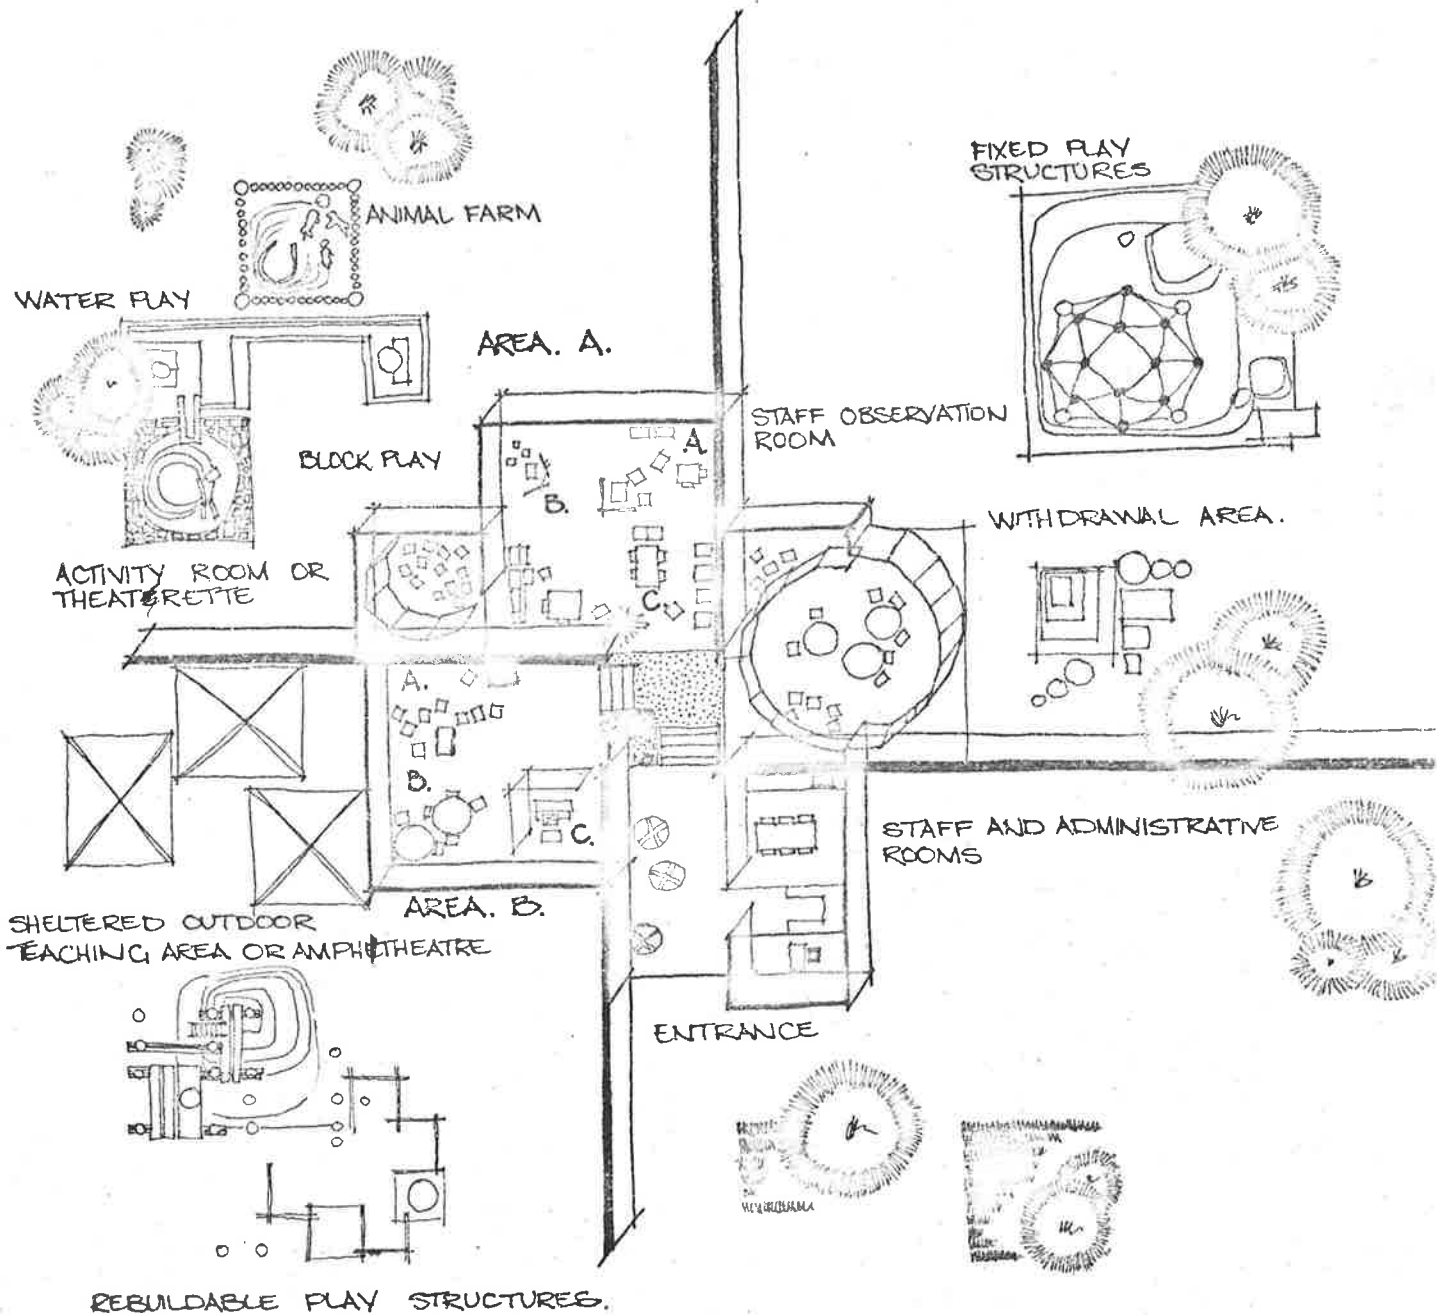 FIXED PLAY
STRUCTURES
ANIMAL FARM
WATER PLAY
AREA. A.
STAFF OBSERVATION
ROOM
A.
BLOCK PLAY
B.
WITHDRAWAL AREA.
ACTIVITY ROOM OR
THEATERETTE
C.
A.
B.
C.
STAFF AND ADMINISTRATIVE
ROOMS
AREA. B.
SHELTERED OUTDOOR
TEACHING AREA OR AMPHITHEATRE
ENTRANCE
REBUILDABLE PLAY STRUCTURES.